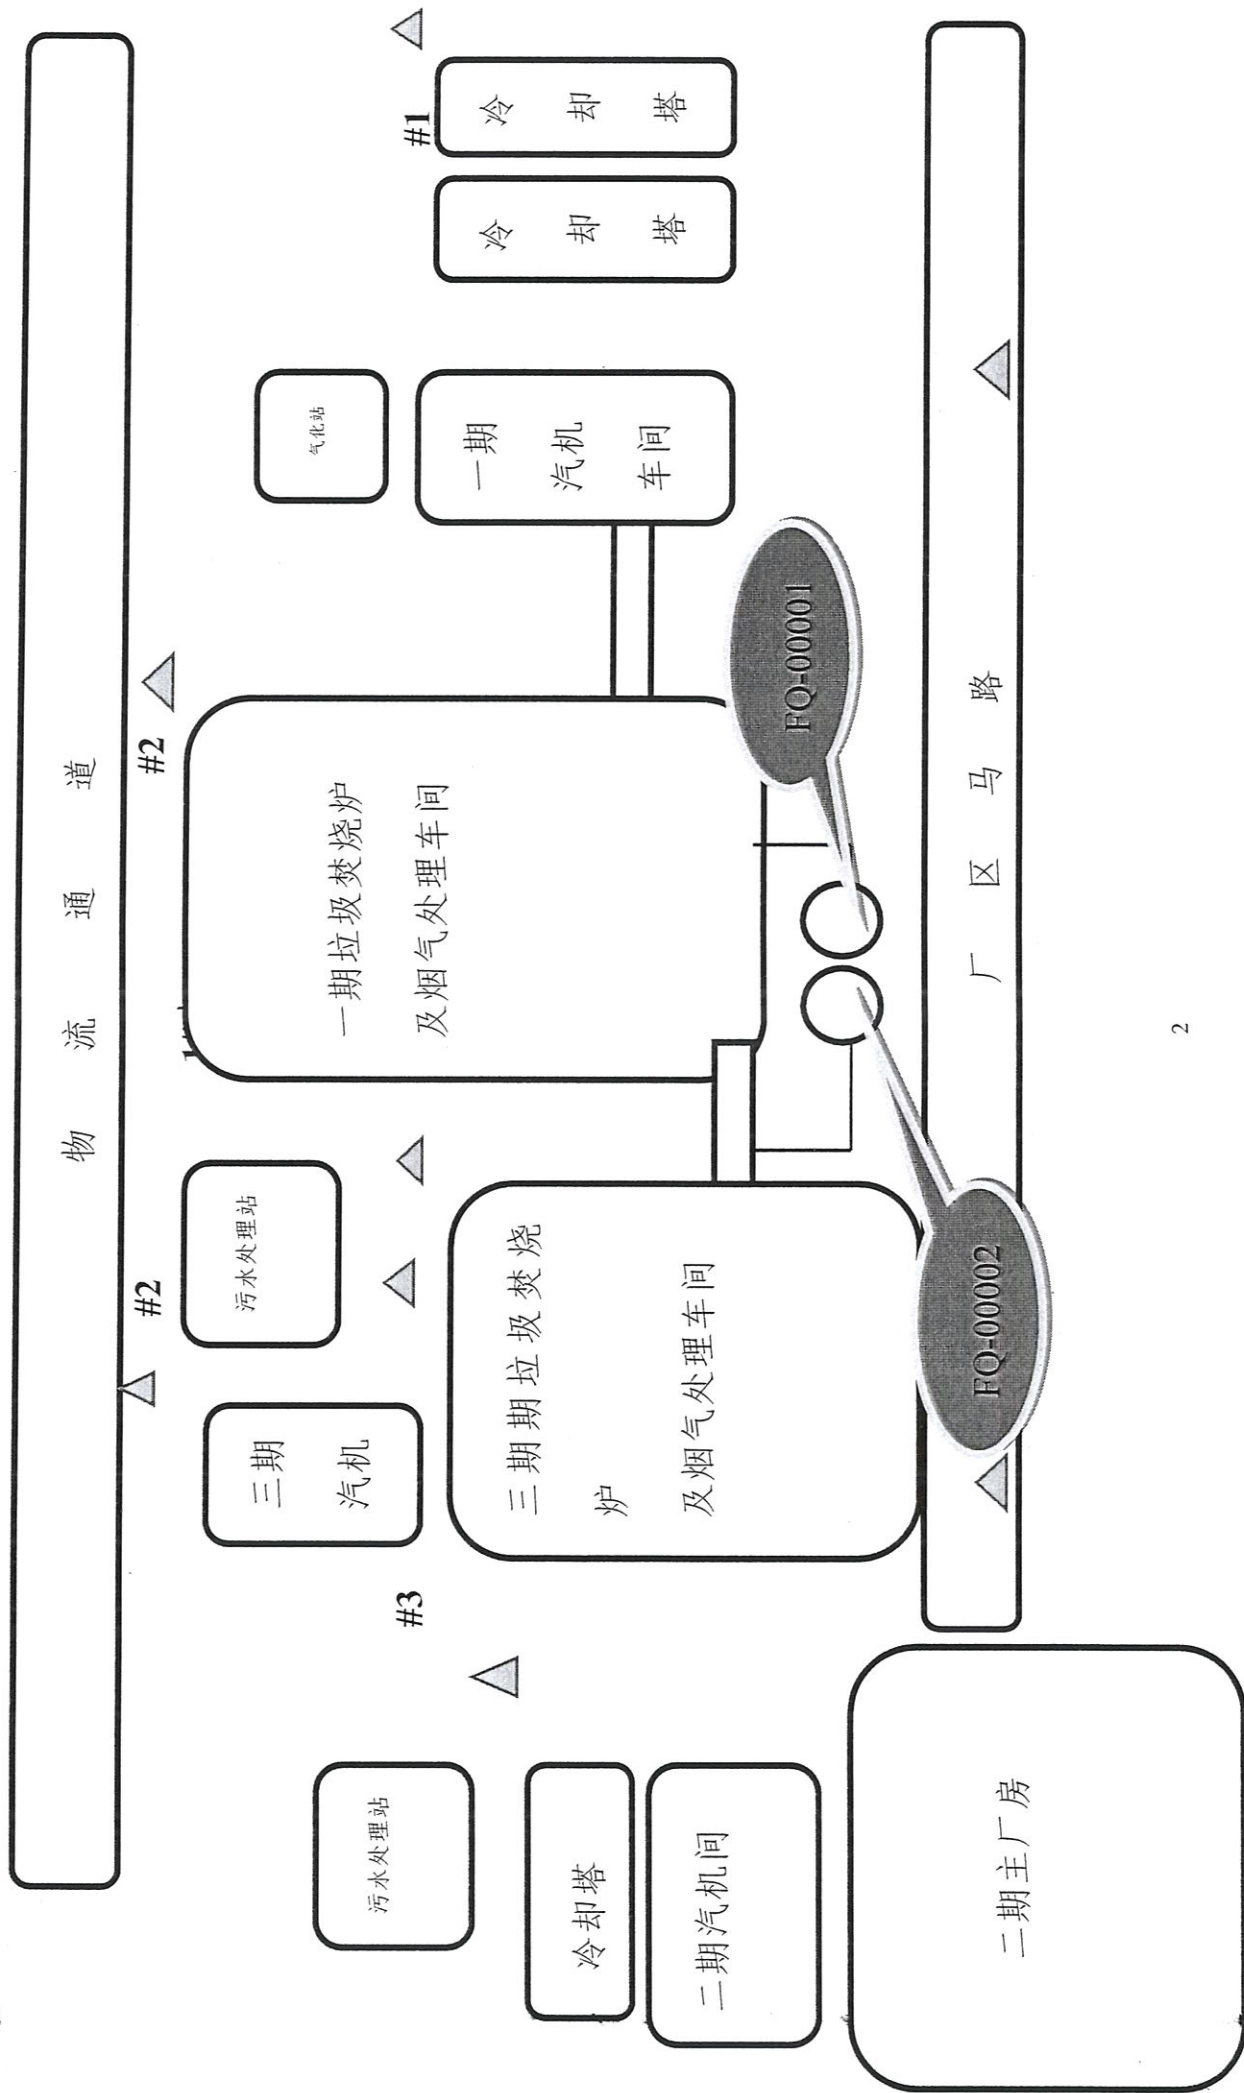 物流通道
#2
#2
三期
汽机
污水处理站
气化站
一期垃圾焚烧炉
及烟气处理车间
污水处理站
#3
#1
三期期垃圾焚烧
炉
及烟气处理车间
一期
汽机
车间
冷
却
塔
冷
却
塔
冷却塔
二期汽机间
FQ-00001
FQ-00002
厂区马路
二期主厂房
2